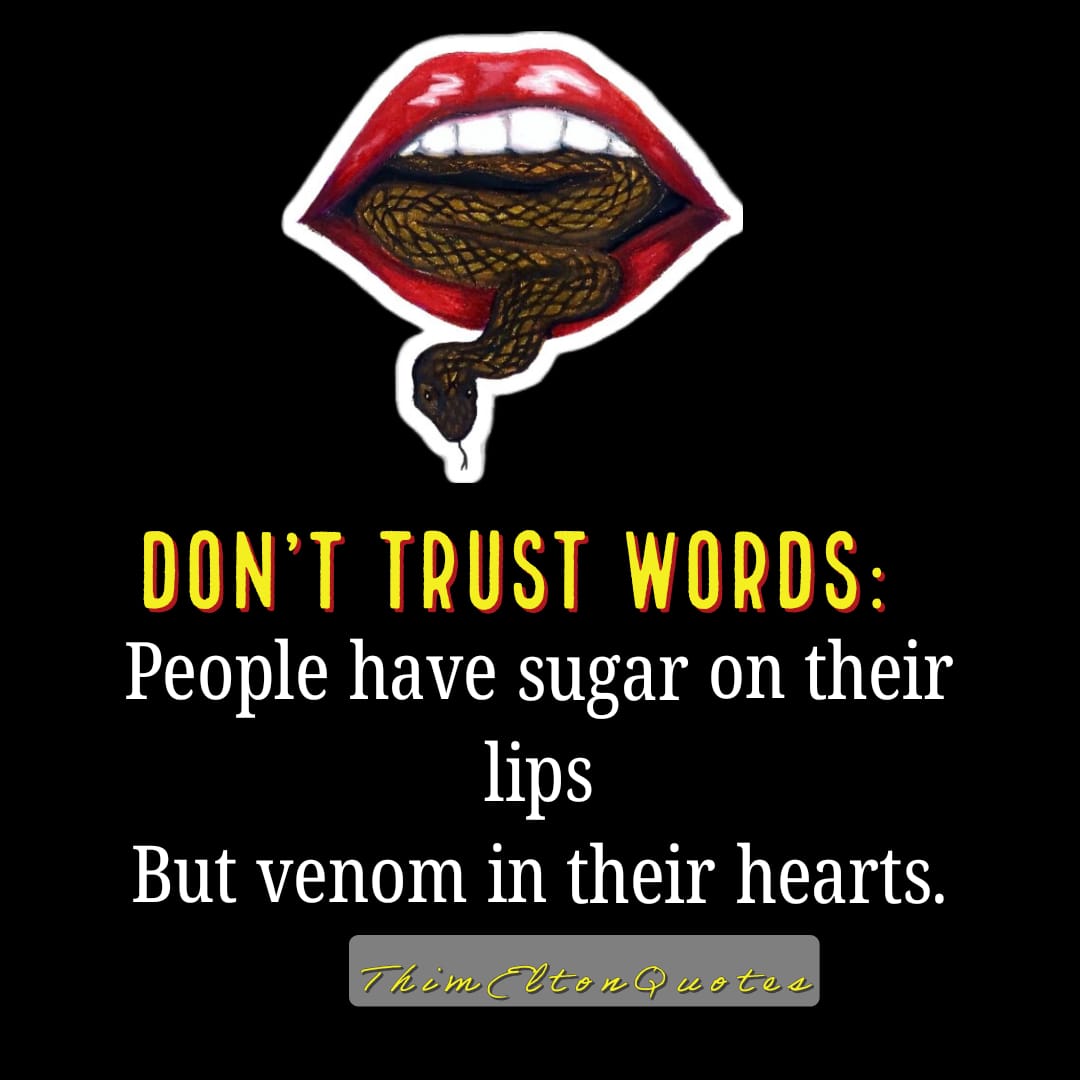 DON'T TRUST WORDS:
People have sugar on their
lips
But venom in their hearts.
ThimEltonQuotes